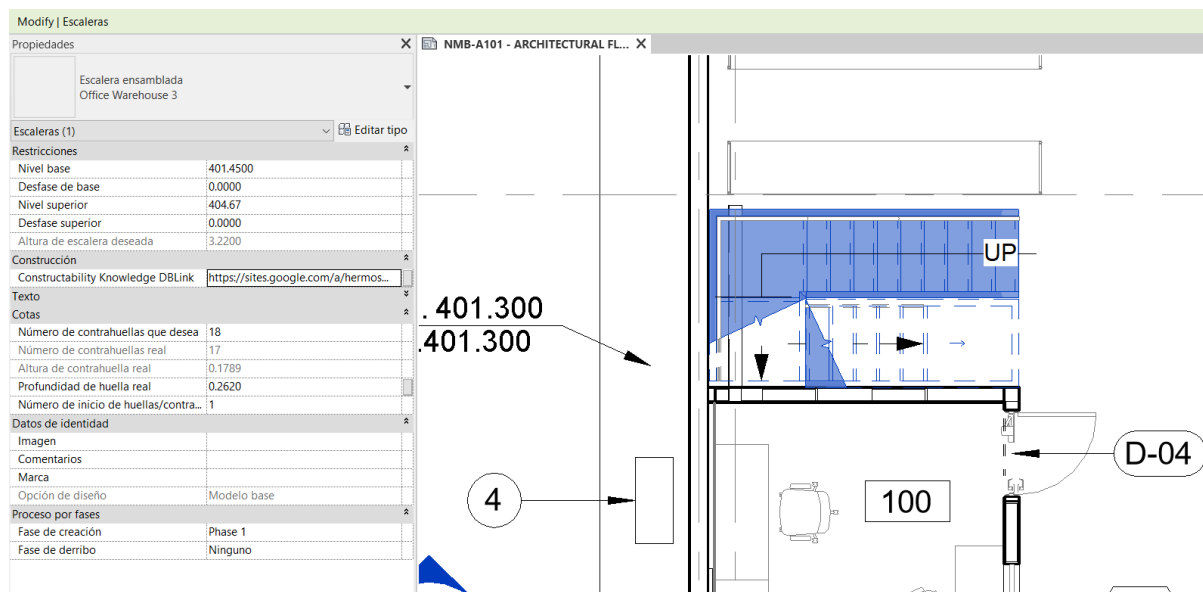 Modify | Escaleras
Propiedades
NMB-A101 - ARCHITECTURAL FL...
Escalera ensamblada
Office Warehouse 3
Escaleras (1)
Editar tipo
Restricciones
Nivel base 401.4500
Desfase de base 0.0000
Nivel superior 404.67
Desfase superior 0.0000
Altura de escalera deseada 3.2200
Construcción
Constructability Knowledge DBLink https://sites.google.com/a/hermos...
Texto
Cotas
Número de contrahuellas que desea 18
Número de contrahuellas real 17
Altura de contrahuella real 0.1789
Profundidad de huella real 0.2620
Número de inicio de huellas/contra... 1
Datos de identidad
Imagen
Comentarios
Marca
Opción de diseño Modelo base
Proceso por fases
Fase de creación Phase 1
Fase de derribo Ninguno
UP
. 401.300
.401.300
D-04
4
100